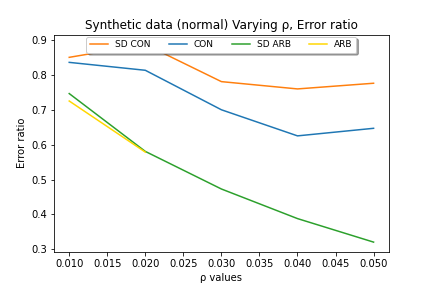 Synthetic data (normal) Varying ρ, Error ratio
SD CON CON SD ARB ARB
0.9
0.8
0.7
0.6
0.5
0.4
0.3
Error ratio
0.010 0.015 0.020 0.025 0.030 0.035 0.040 0.045 0.050
ρ values